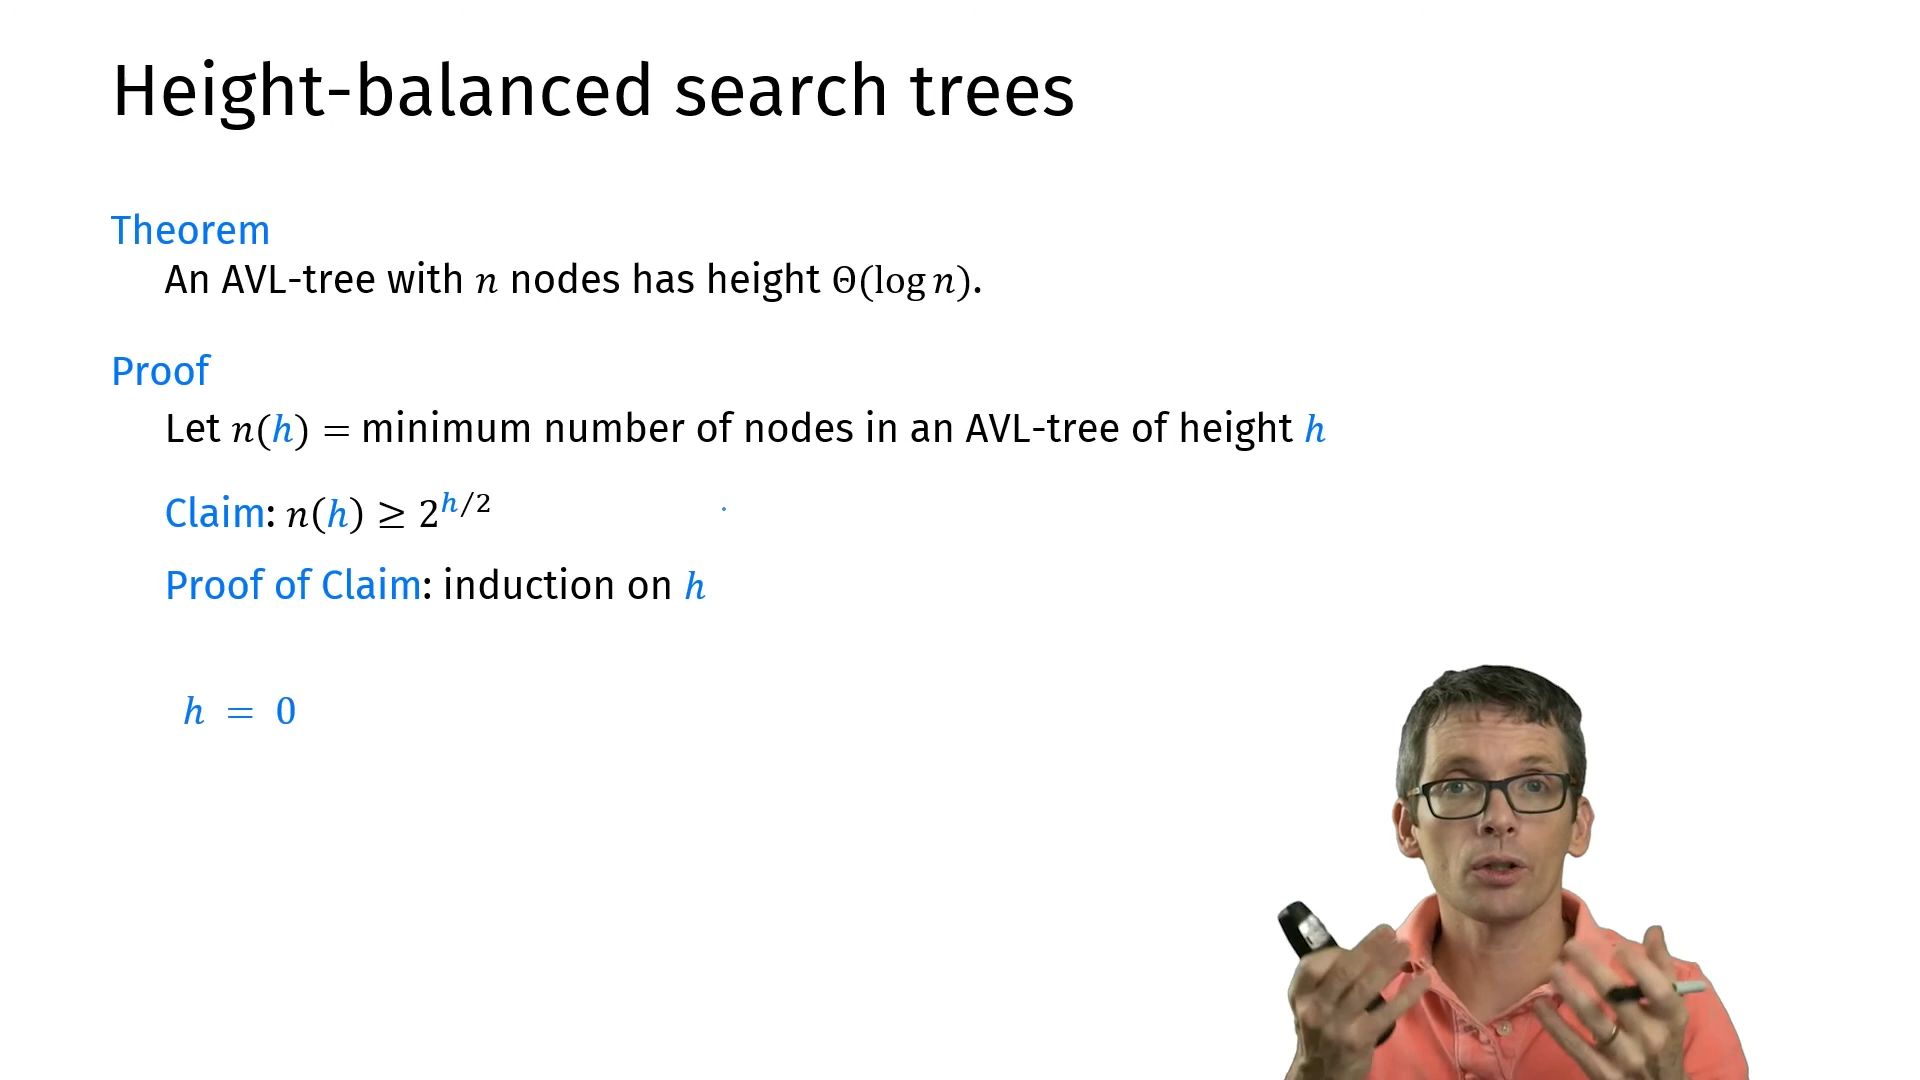 Height-balanced search trees
Theorem
An AVL-tree with n nodes has height Θ(log n).
Proof
Let n(h) = minimum number of nodes in an AVL-tree of height h
Claim: n(h) ≥ 2^{h/2}
Proof of Claim: induction on h
h = 0